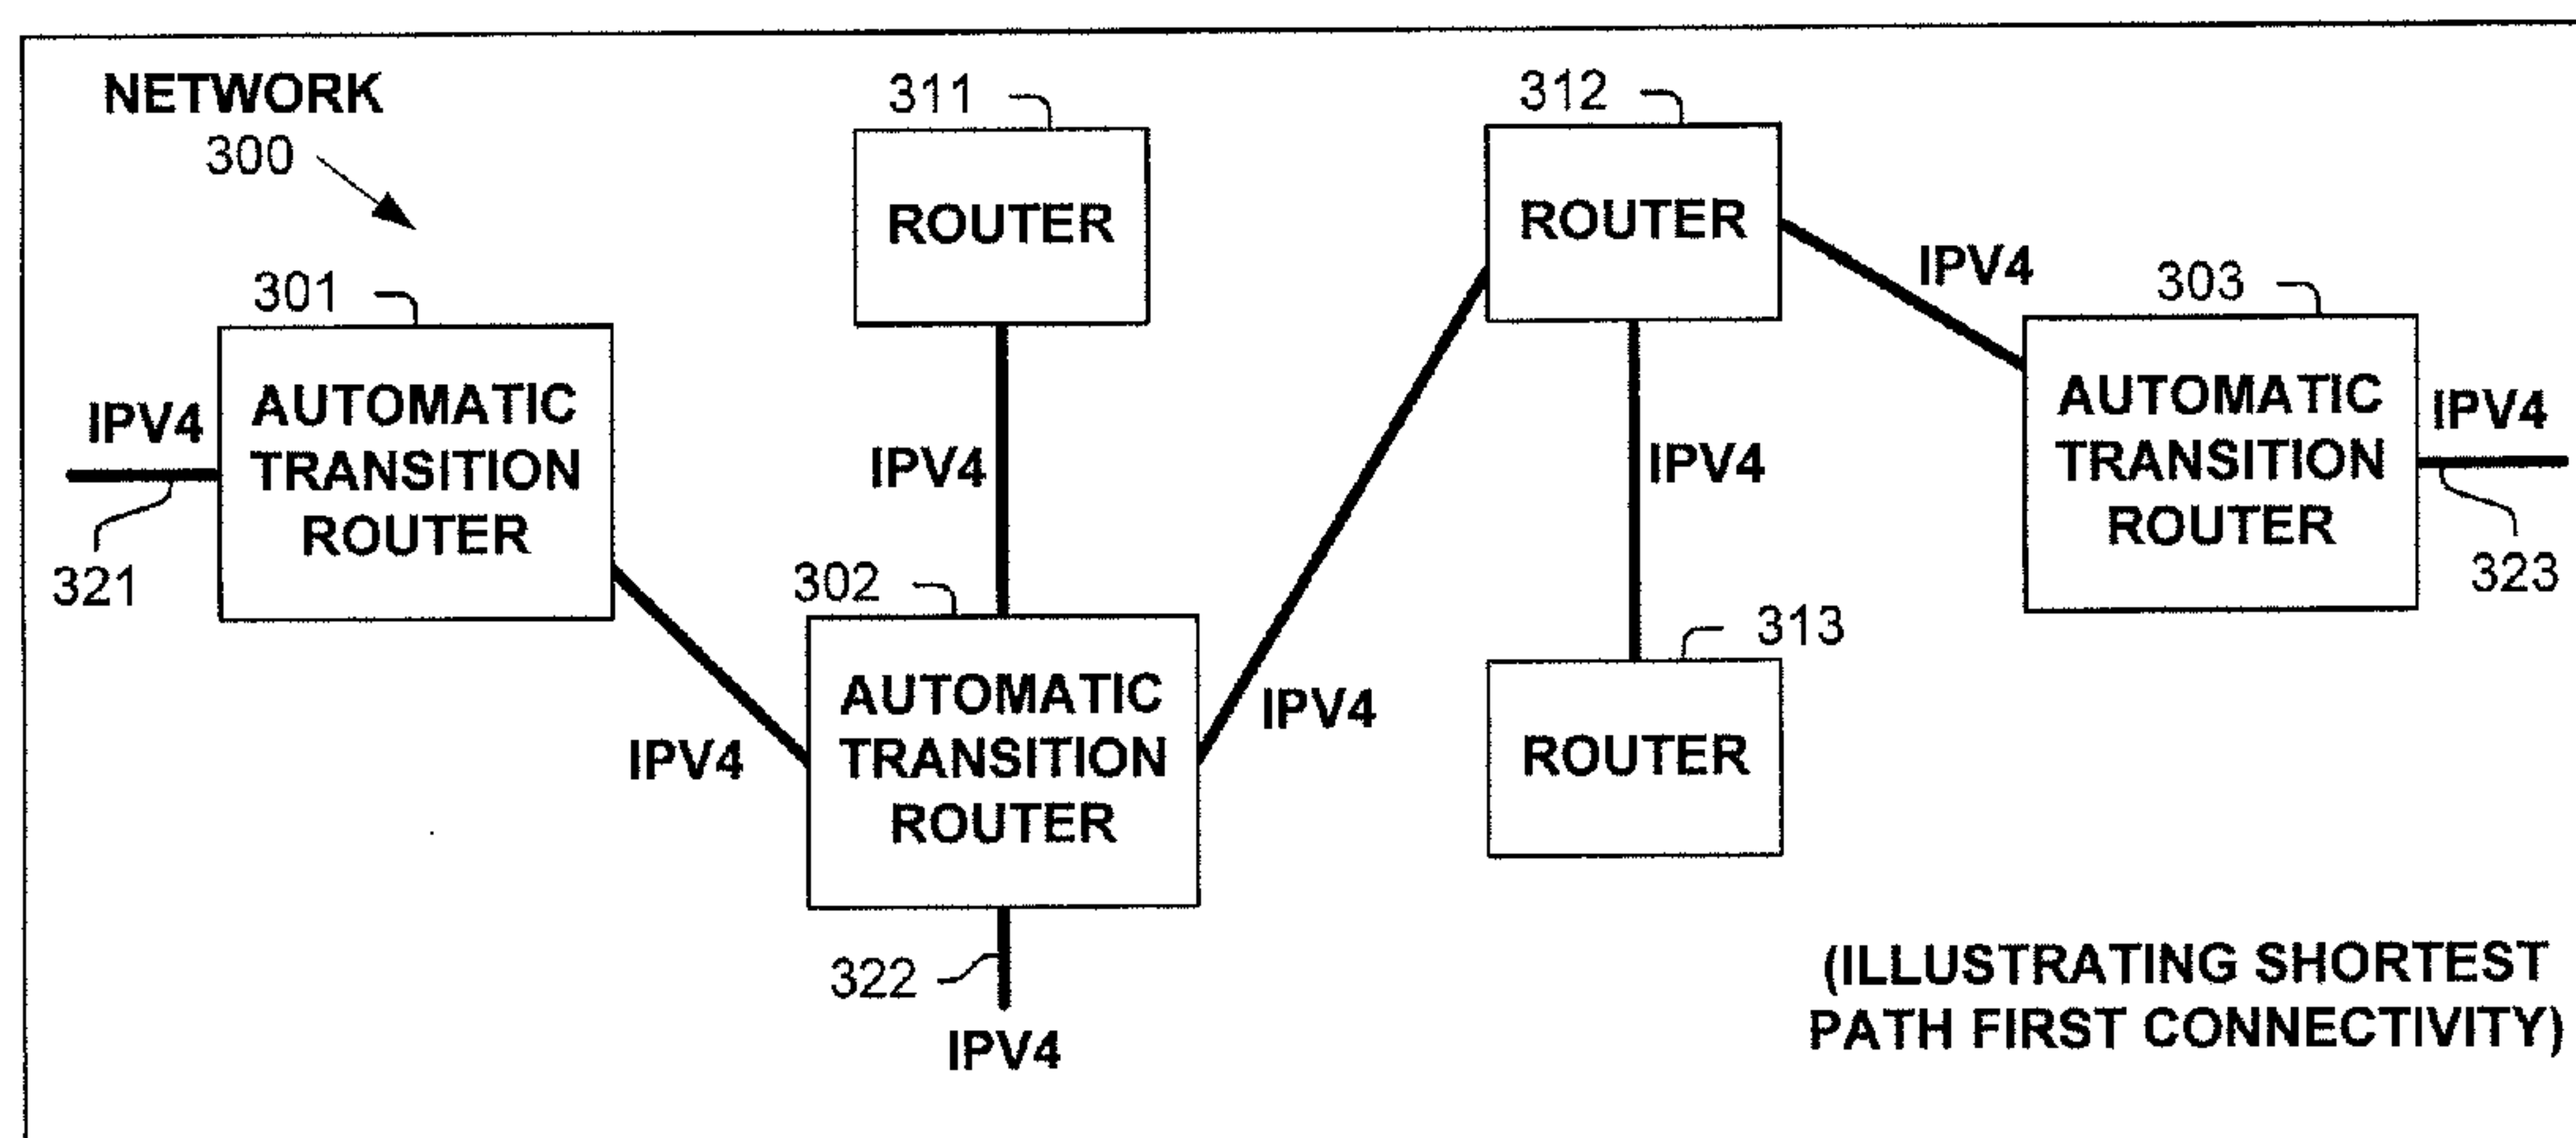 NETWORK
300
311
ROUTER
312
ROUTER
IPV4
301
AUTOMATIC
TRANSITION
ROUTER
IPV4
321
IPV4
IPV4
302
AUTOMATIC
TRANSITION
ROUTER
322
IPV4
IPV4
IPV4
313
ROUTER
303
AUTOMATIC
TRANSITION
ROUTER
IPV4
323
(ILLUSTRATING SHORTEST
PATH FIRST CONNECTIVITY)